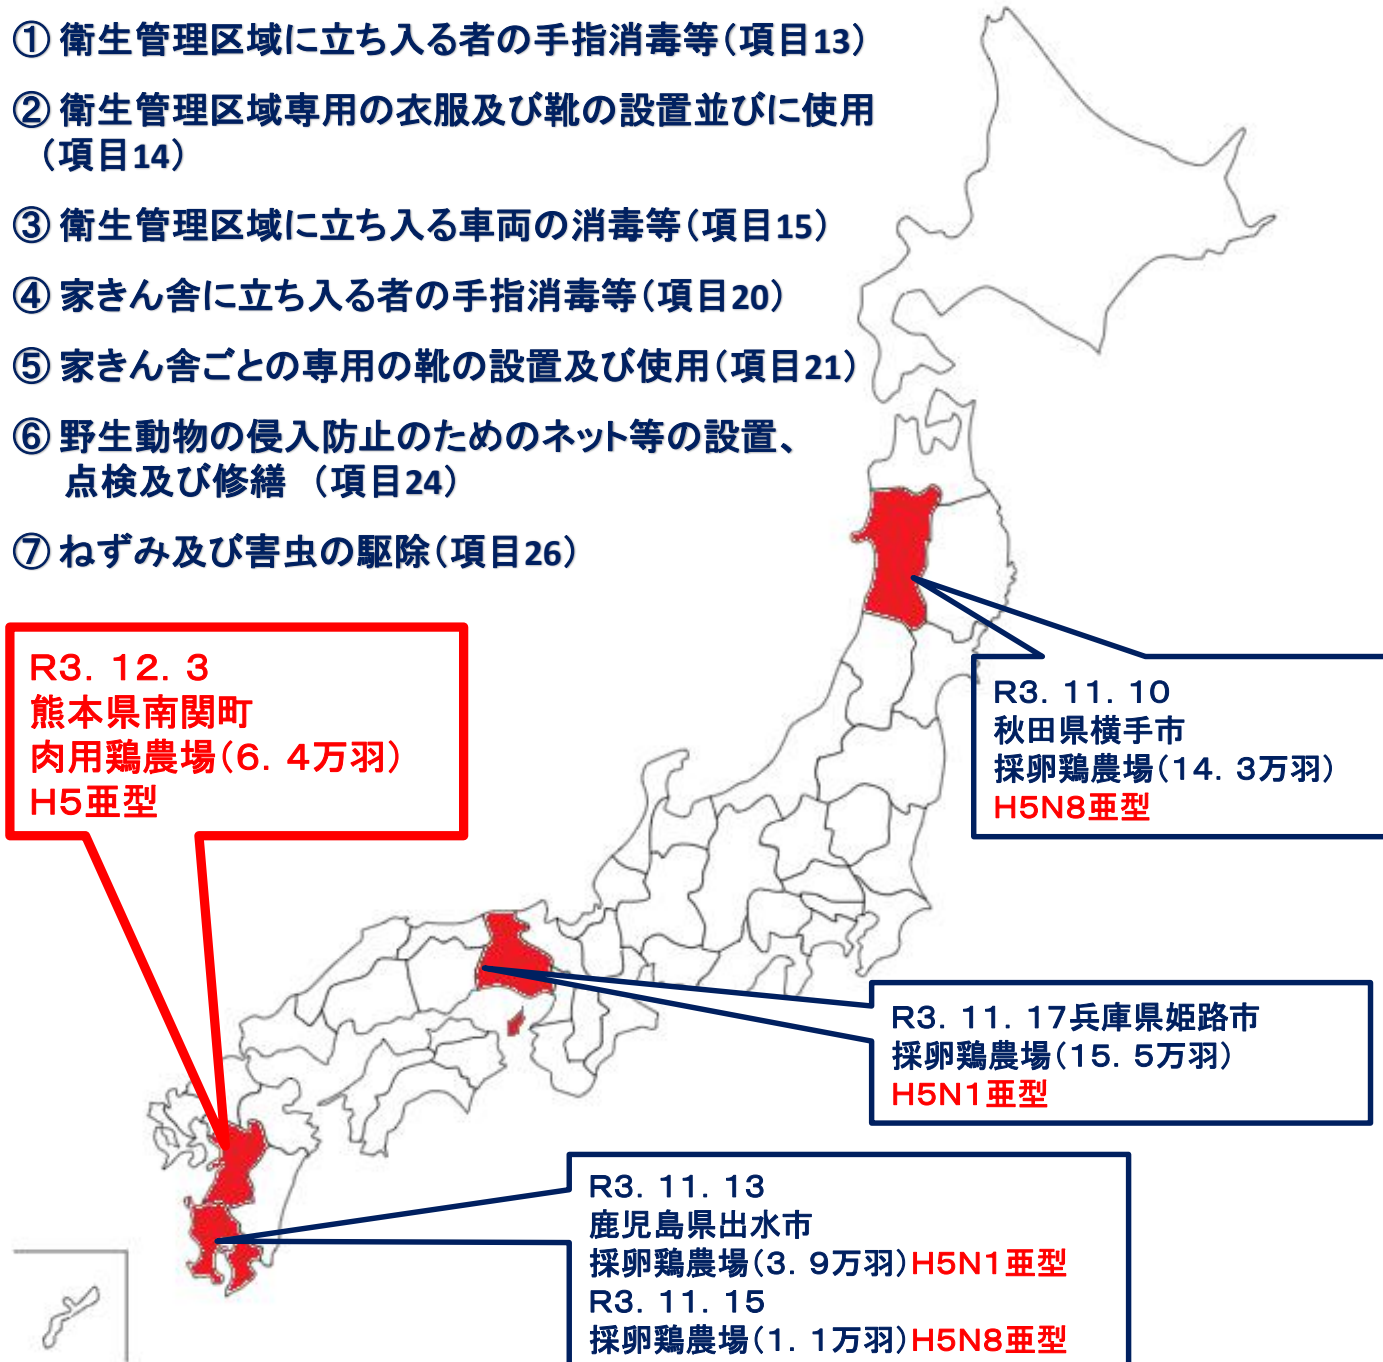 ① 衛生管理区域に立ち入る者の手指消毒等（項目13）
② 衛生管理区域専用の衣服及び靴の設置並びに使用
（項目14）
③ 衛生管理区域に立ち入る車両の消毒等（項目15）
④ 家きん舎に立ち入る者の手指消毒等（項目20）
⑤ 家きん舎ごとの専用の靴の設置及び使用（項目21）
⑥ 野生動物の侵入防止のためのネット等の設置、
点検及び修繕 （項目24）
⑦ ねずみ及び害虫の駆除（項目26）
R3．12．3
熊本県南関町
肉用鶏農場（6．4万羽）
H5亜型
R3．11．10
秋田県横手市
採卵鶏農場（14．3万羽）
H5N8亜型
R3．11．17兵庫県姫路市
採卵鶏農場（15．5万羽）
H5N1亜型
R3．11．13
鹿児島県出水市
採卵鶏農場（3．9万羽）H5N1亜型
R3．11．15
採卵鶏農場（1．1万羽）H5N8亜型